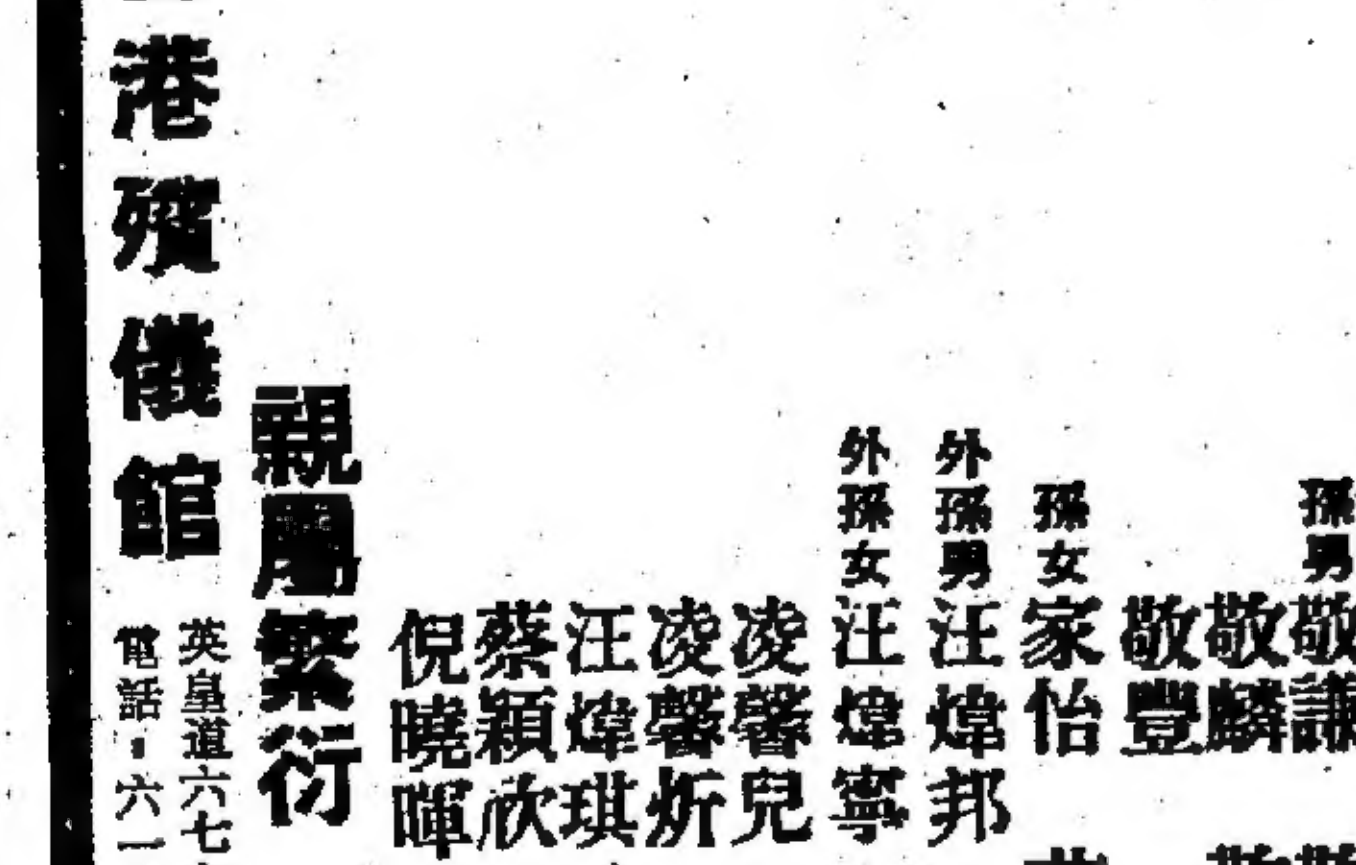 孫男
敬謙
敬麟
敬豐
孫女
家怡
外孫男
汪煒邦
外孫女
汪煒寧
凌馨兒
凌馨炘
汪煒琪
蔡穎欣
倪曉暉
親屬繁衍
港殯儀館
英皇道六七
電話：六一